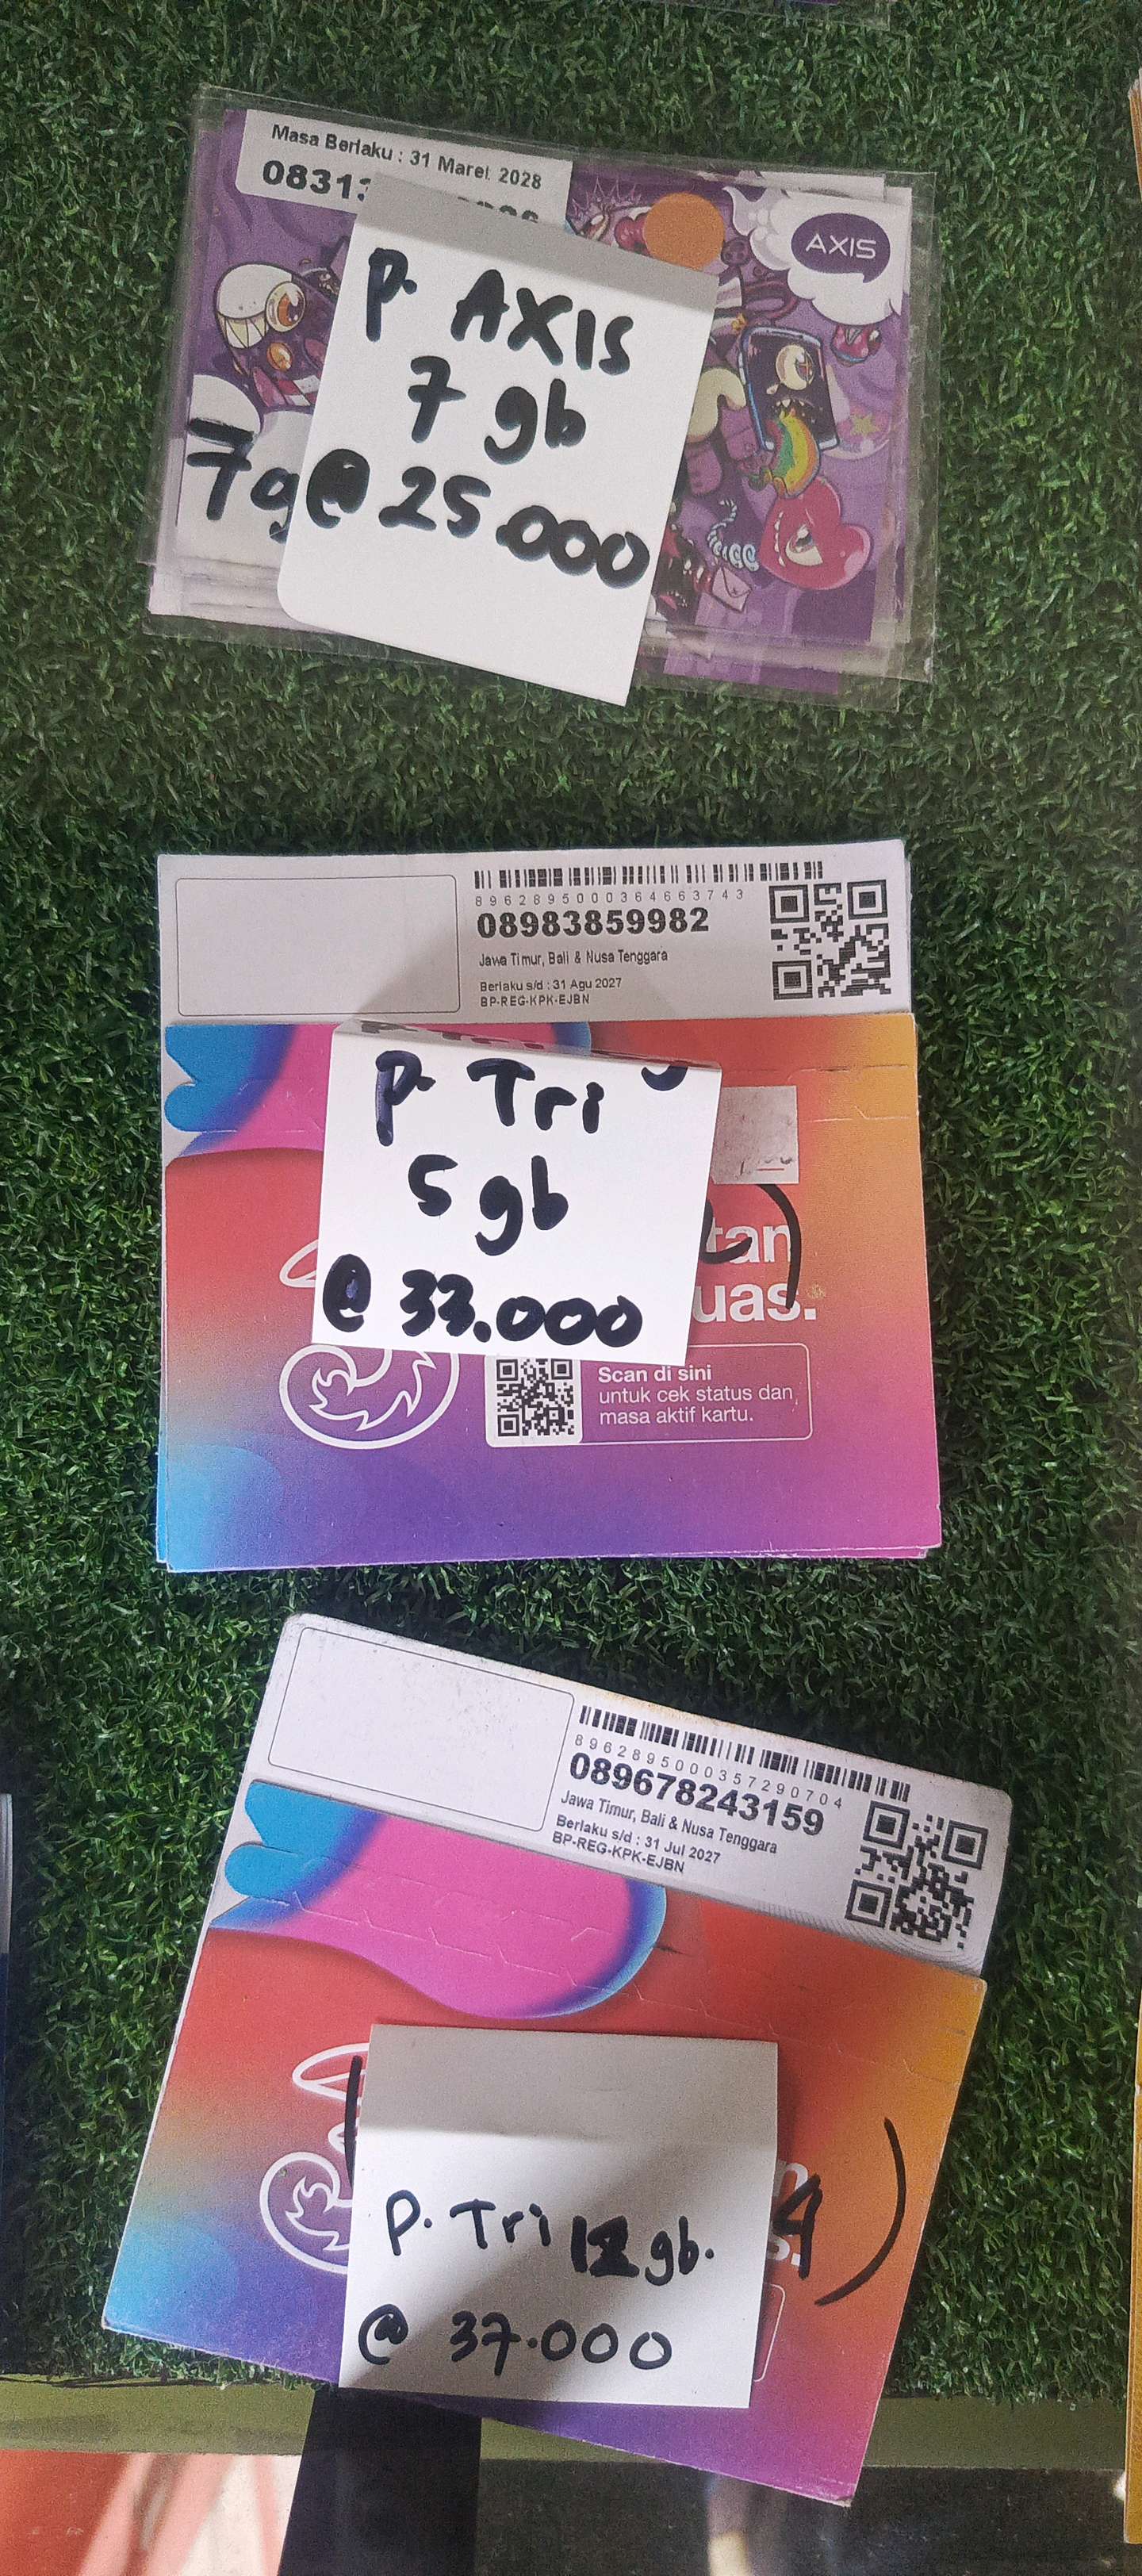 Masa Berlaku : 31 Maret 2028
AXIS
P. AXIS
7 gb
7g
@ 25.000
8962895000364663743
08983859982
Jawa Timur, Bali & Nusa Tenggara
Berlaku s/d : 31 Agu 2027
BP-REG-KPK-EJBN
P. Tri
5 gb
@ 33.000
tan
uas.
Scan di sini
untuk cek status dan
masa aktif kartu.
8962895000357290704
089678243159
Jawa Timur, Bali & Nusa Tenggara
Berlaku s/d : 31 Jul 2027
BP-REG-KPK-EJBN
P. Tri 12 gb.
@ 37.000